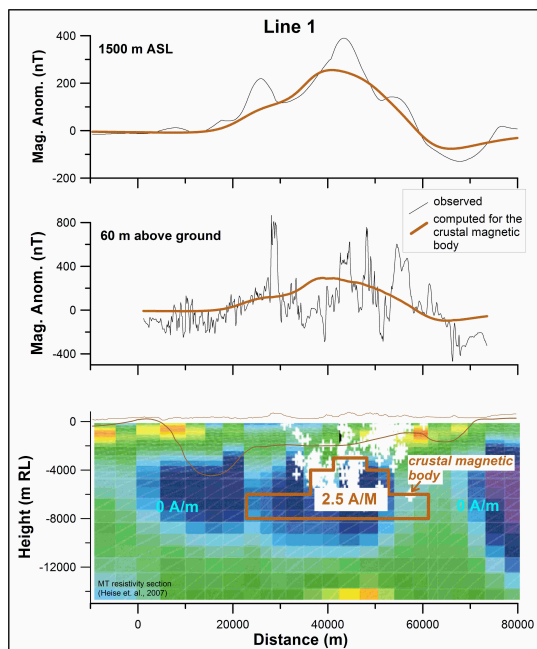 Line 1
1500 m ASL
Mag. Anom. (nT)
400
200
0
-200
observed
computed for the
crustal magnetic
body
60 m above ground
Mag. Anom. (nT)
800
400
0
-400
Height (m RL)
0
-4000
-8000
-12000
crustal magnetic
body
0 A/m
2.5 A/M
0 A/m
MT resistivity section
(Heise et. al., 2007)
0
20000
40000
60000
80000
Distance (m)